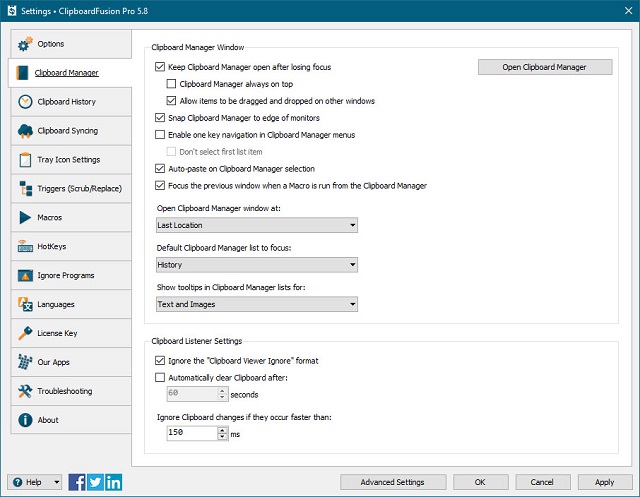 Settings • ClipboardFusion Pro 5.8
Options
Clipboard Manager
Clipboard History
Clipboard Syncing
Tray Icon Settings
Triggers (Scrub/Replace)
Macros
HotKeys
Ignore Programs
Languages
License Key
Our Apps
Troubleshooting
About
Clipboard Manager Window
Keep Clipboard Manager open after losing focus
Open Clipboard Manager
Clipboard Manager always on top
Allow items to be dragged and dropped on other windows
Snap Clipboard Manager to edge of monitors
Enable one key navigation in Clipboard Manager menus
Don't select first list item
Auto-paste on Clipboard Manager selection
Focus the previous window when a Macro is run from the Clipboard Manager
Open Clipboard Manager window at:
Last Location
Default Clipboard Manager list to focus:
History
Show tooltips in Clipboard Manager lists for:
Text and Images
Clipboard Listener Settings
Ignore the "Clipboard Viewer Ignore" format
Automatically clear Clipboard after:
60 seconds
Ignore Clipboard changes if they occur faster than:
150 ms
Help
Advanced Settings
OK
Cancel
Apply